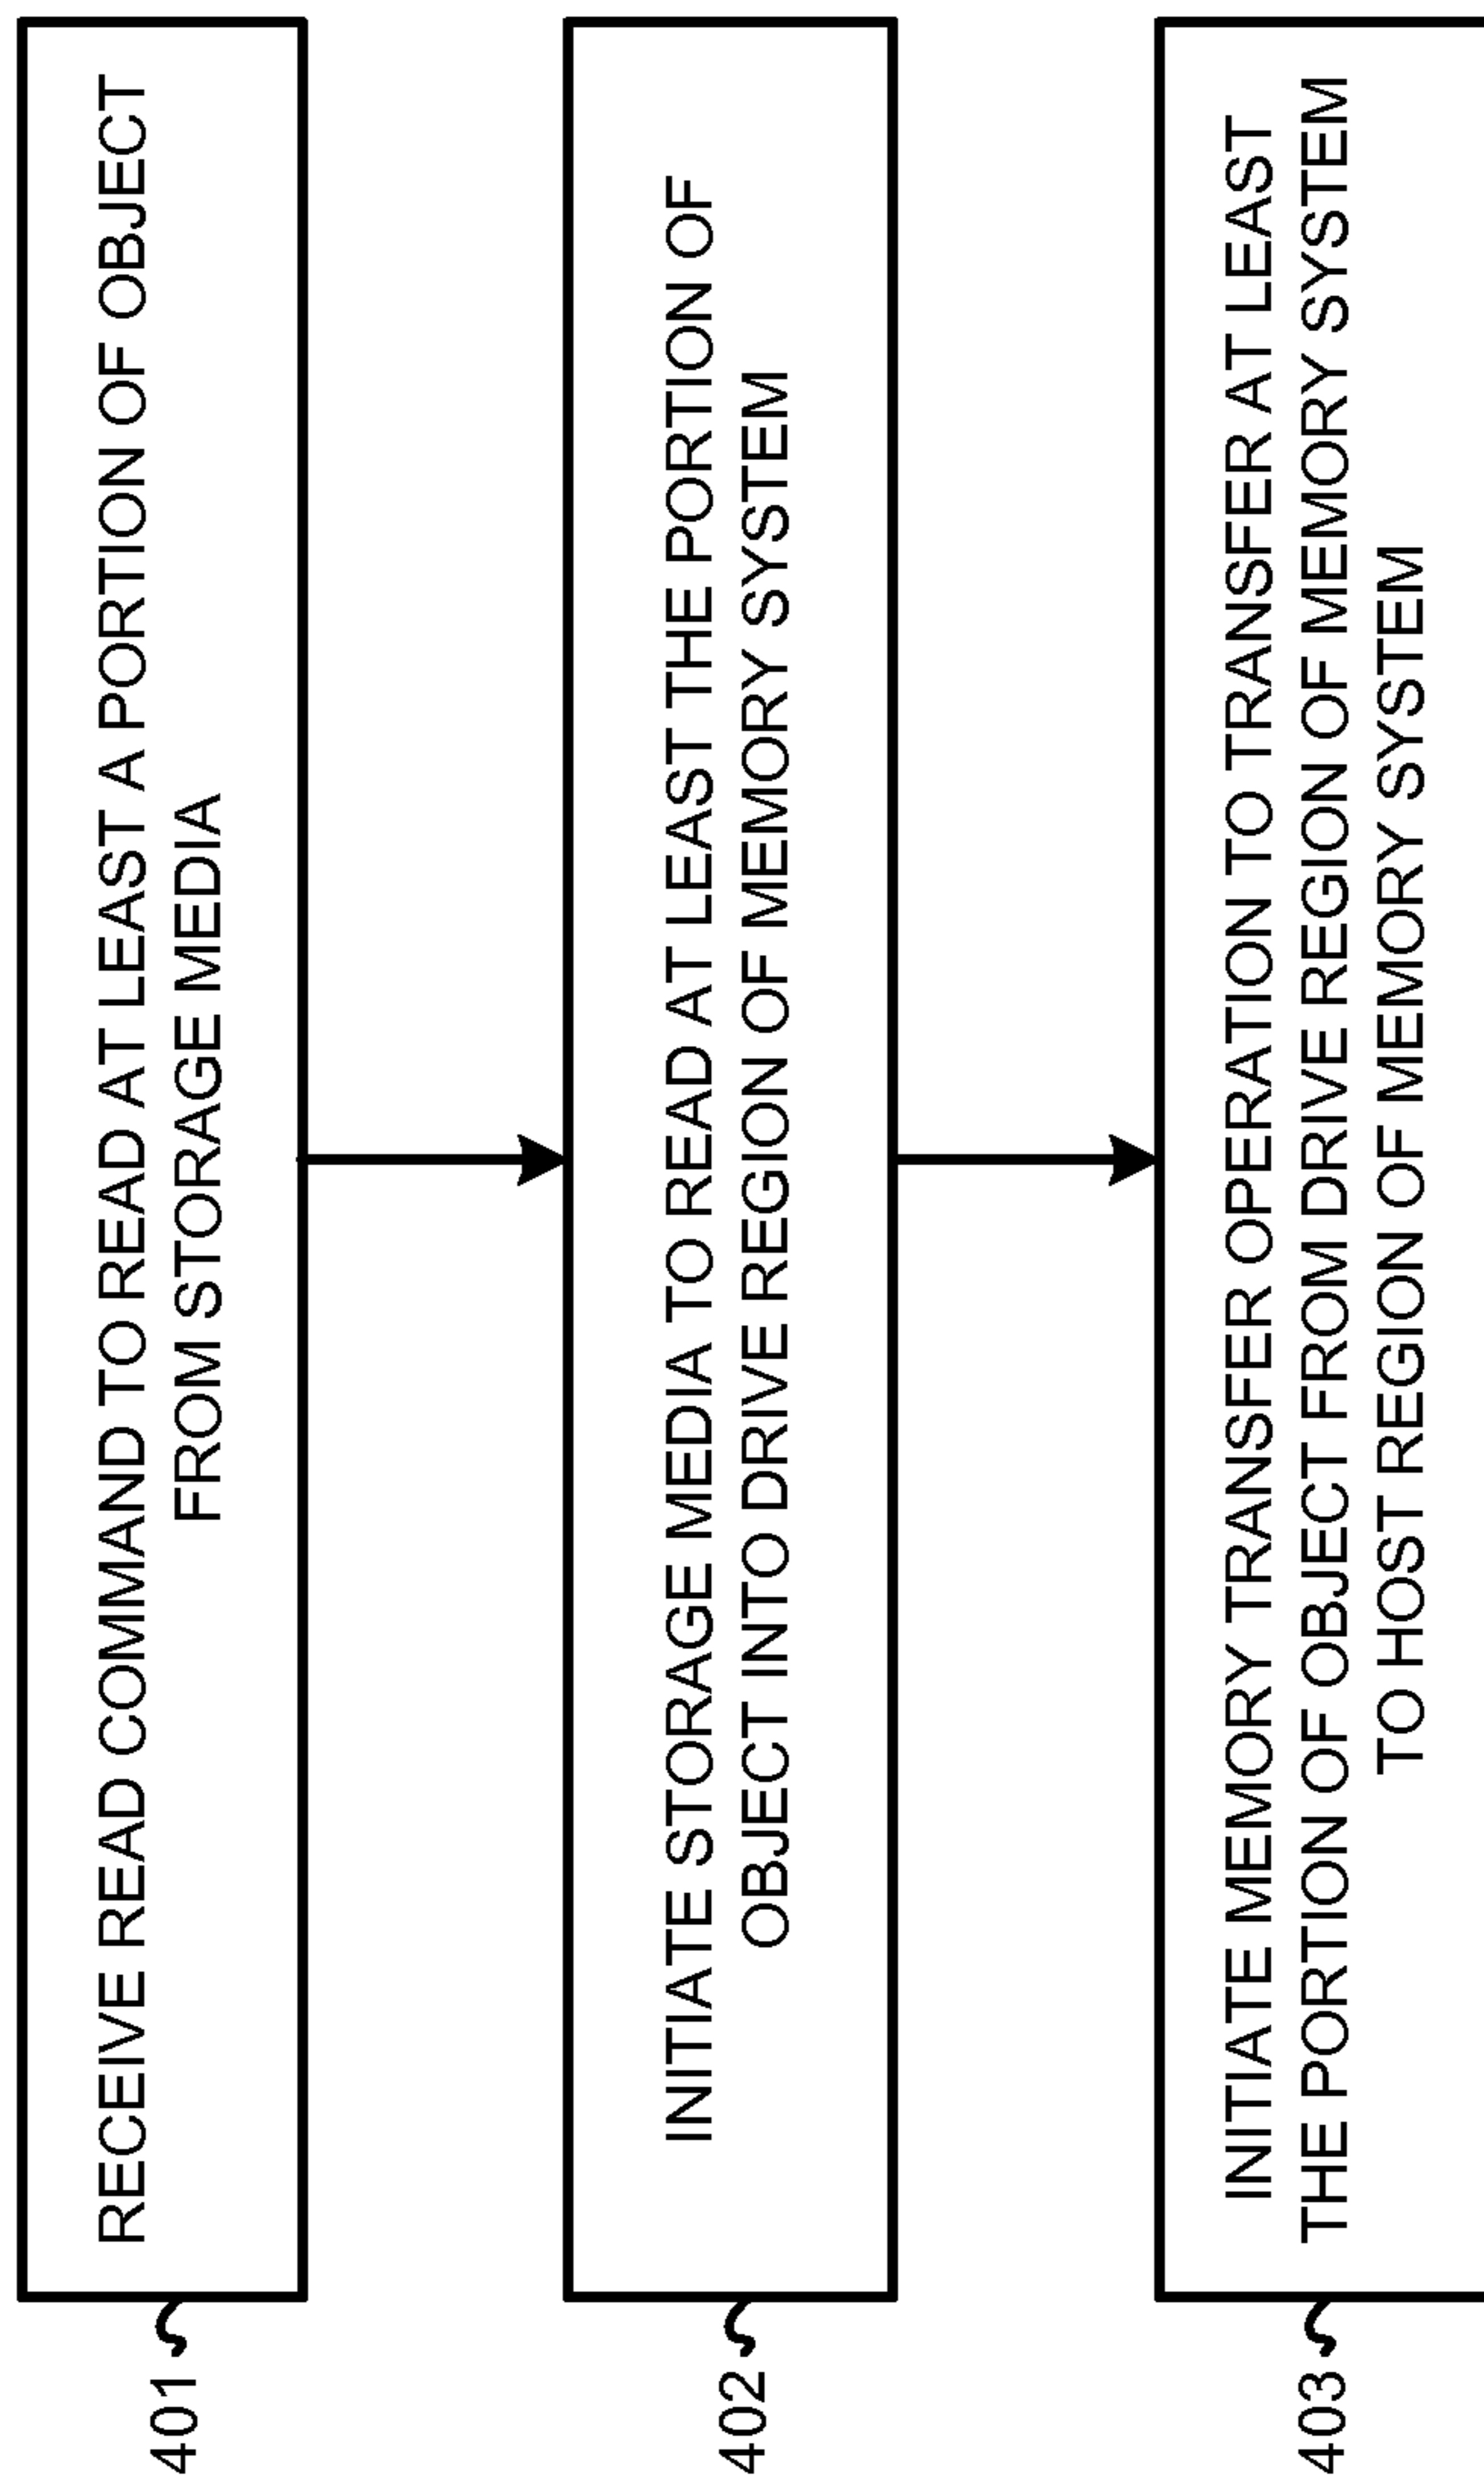 401
RECEIVE READ COMMAND TO READ AT LEAST A PORTION OF OBJECT
FROM STORAGE MEDIA
402
INITIATE STORAGE MEDIA TO READ AT LEAST THE PORTION OF
OBJECT INTO DRIVE REGION OF MEMORY SYSTEM
403
INITIATE MEMORY TRANSFER OPERATION TO TRANSFER AT LEAST
THE PORTION OF OBJECT FROM DRIVE REGION OF MEMORY SYSTEM
TO HOST REGION OF MEMORY SYSTEM